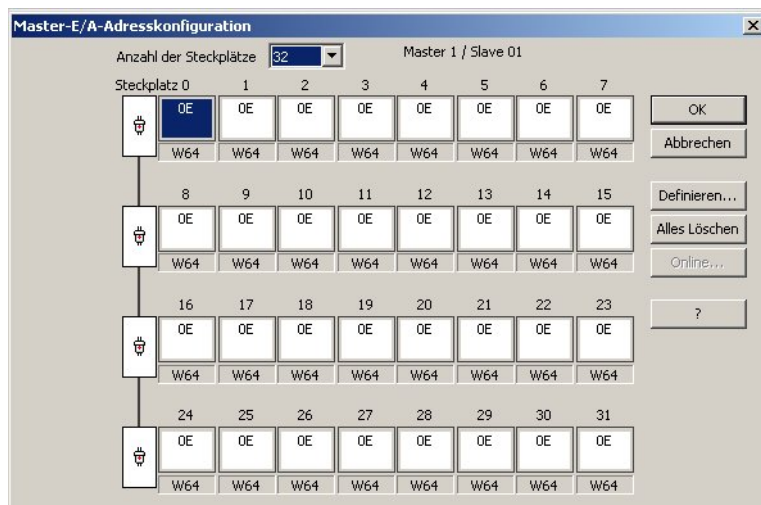 Master-E/A-Adresskonfiguration
Anzahl der Steckplätze 32 Master 1 / Slave 01
Steckplatz 0 1 2 3 4 5 6 7
0E 0E 0E 0E 0E 0E 0E 0E OK
W64 W64 W64 W64 W64 W64 W64 W64 Abbrechen
8 9 10 11 12 13 14 15 Definieren...
0E 0E 0E 0E 0E 0E 0E 0E Alles Löschen
W64 W64 W64 W64 W64 W64 W64 W64 Online...
16 17 18 19 20 21 22 23 ?
0E 0E 0E 0E 0E 0E 0E 0E
W64 W64 W64 W64 W64 W64 W64 W64
24 25 26 27 28 29 30 31
0E 0E 0E 0E 0E 0E 0E 0E
W64 W64 W64 W64 W64 W64 W64 W64